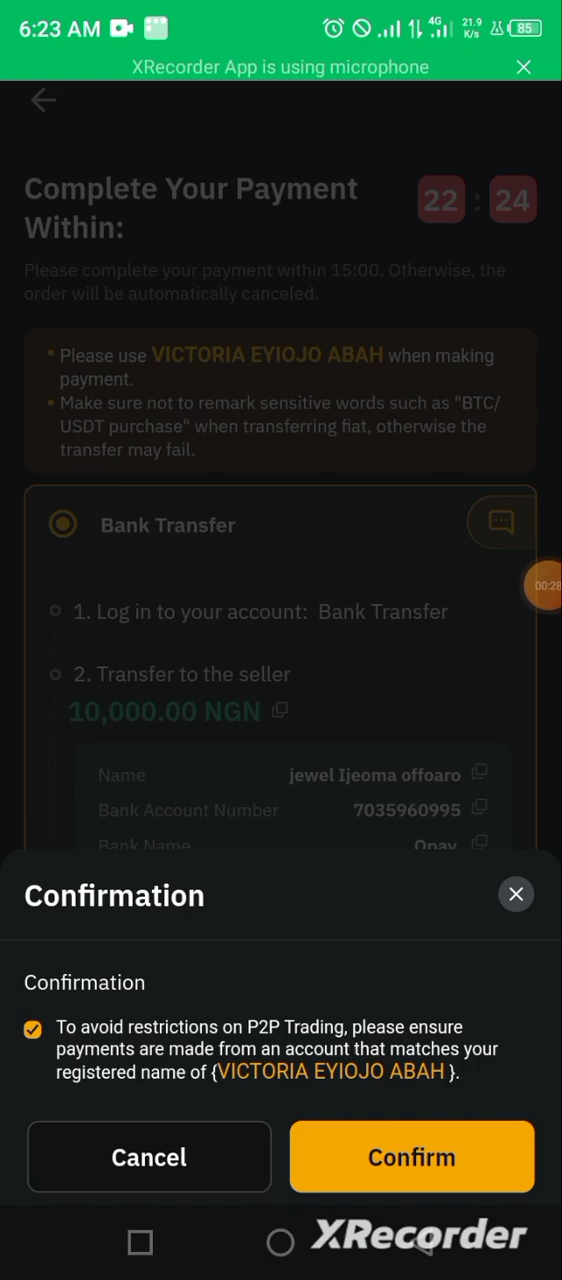 6:23 AM 4G 21.9 K/s 85
XRecorder App is using microphone
Complete Your Payment 22 : 24
Within:
Please complete your payment within 15:00. Otherwise, the
order will be automatically canceled.
• Please use VICTORIA EYIOJO ABAH when making
payment.
• Make sure not to remark sensitive words such as "BTC/
USDT purchase" when transferring fiat, otherwise the
transfer may fail.
Bank Transfer
00:28
1. Log in to your account: Bank Transfer
2. Transfer to the seller
10,000.00 NGN
Name jewel Ijeoma offoaro
Bank Account Number 7035960995
Bank Name Opay
Confirmation
Confirmation
To avoid restrictions on P2P Trading, please ensure
payments are made from an account that matches your
registered name of {VICTORIA EYIOJO ABAH }.
Cancel Confirm
XRecorder